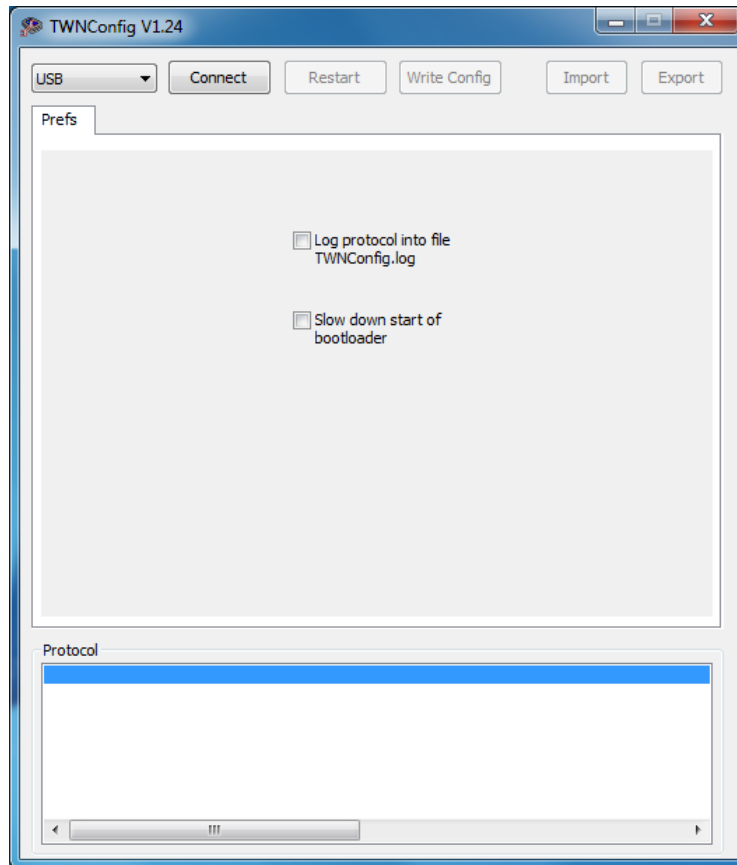 TWNConfig V1.24
USB
Connect
Restart
Write Config
Import
Export
Prefs
Log protocol into file
TWNConfig.log
Slow down start of
bootloader
Protocol